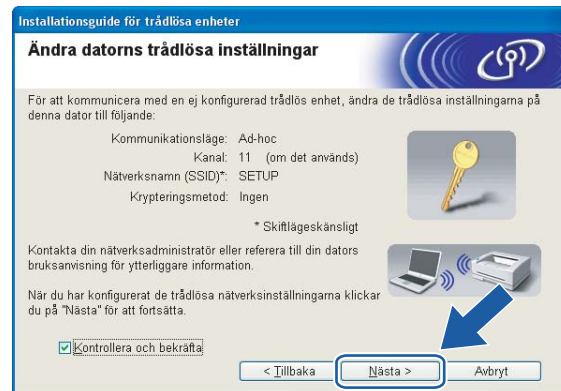 Installationsguide för trådlösa enheter
Ändra datorns trådlösa inställningar
För att kommunicera med en ej konfigurerad trådlös enhet, ändra de trådlösa inställningarna på
denna dator till följande:
Kommunikationsläge: Ad-hoc
Kanal: 11 (om det används)
Nätverksnamn (SSID)*: SETUP
Krypteringsmetod: Ingen
* Skiftlägeskänsligt
Kontakta din nätverksadministratör eller referera till din dators
bruksanvisning för ytterliggare information.
När du har konfigurerat de trådlösa nätverksinställningarna klickar
du på "Nästa" för att fortsätta.
Kontrollera och bekräfta
< Tillbaka Nästa > Avbryt